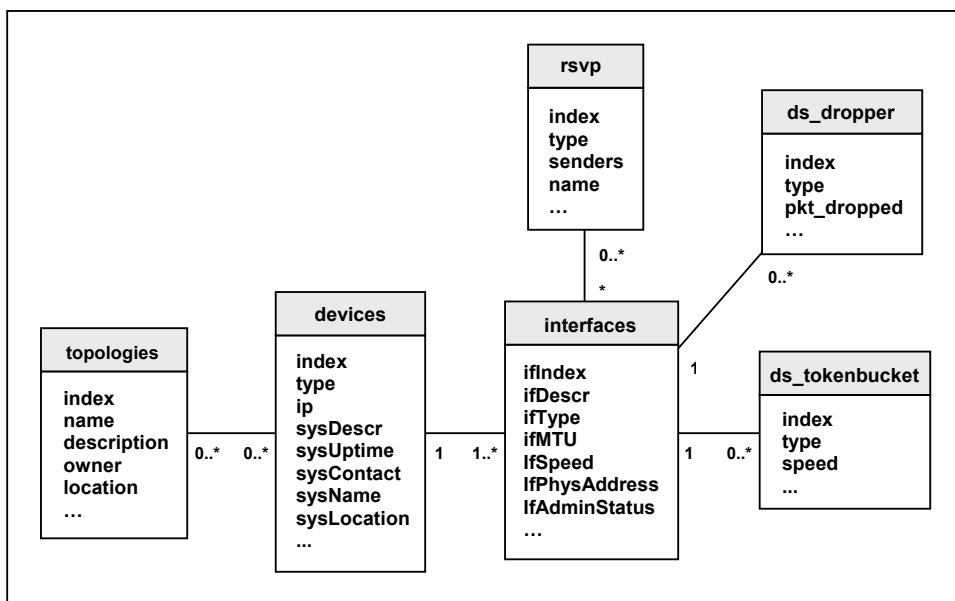 rsvp
index
type
senders
name
…
ds_dropper
index
type
pkt_dropped
…
0..*
*
0..*
1
topologies
index
name
description
owner
location
…
0..*
0..*
devices
index
type
ip
sysDescr
sysUptime
sysContact
sysName
sysLocation
...
1
1..*
interfaces
ifIndex
ifDescr
ifType
ifMTU
IfSpeed
IfPhysAddress
IfAdminStatus
…
1
0..*
ds_tokenbucket
index
type
speed
...